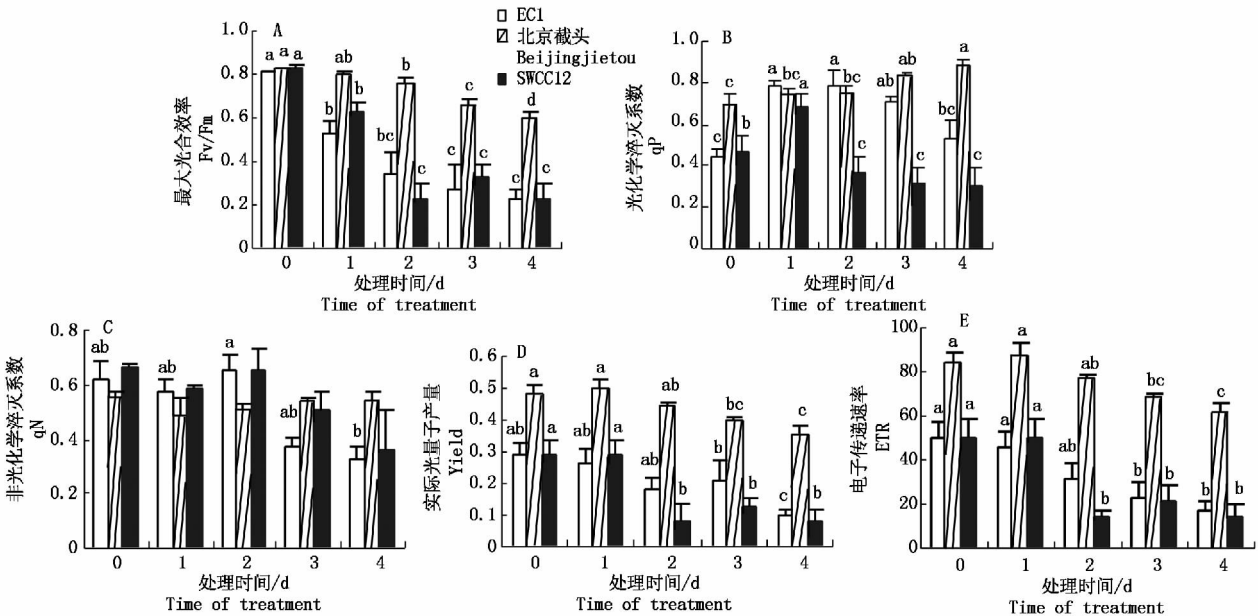 A
EC1
北京截头
Beijingjietou
SWCC12
最大光合效率
Fv/Fm
1.0
0.8
0.6
0.4
0.2
0
a a a
b ab b
bc b c
c c c
c d c
0 1 2 3 4
处理时间/d
Time of treatment
B
光化学淬灭系数
qP
1.0
0.8
0.6
0.4
0.2
0.0
c c b
a bc a
a bc c
ab ab c
bc a c
0 1 2 3 4
处理时间/d
Time of treatment
C
非光化学淬灭系数
qN
0.8
0.6
0.4
0.2
0
ab
ab
a
ab
b
0 1 2 3 4
处理时间/d
Time of treatment
D
实际光量子产量
Yield
0.6
0.5
0.4
0.3
0.2
0.1
0
ab a a
ab a a
ab ab b
b bc b
c c b
0 1 2 3 4
处理时间/d
Time of treatment
E
电子传递速率
ETR
100
80
60
40
20
0
a a a
a a a
ab ab b
b bc b
b c b
0 1 2 3 4
处理时间/d
Time of treatment